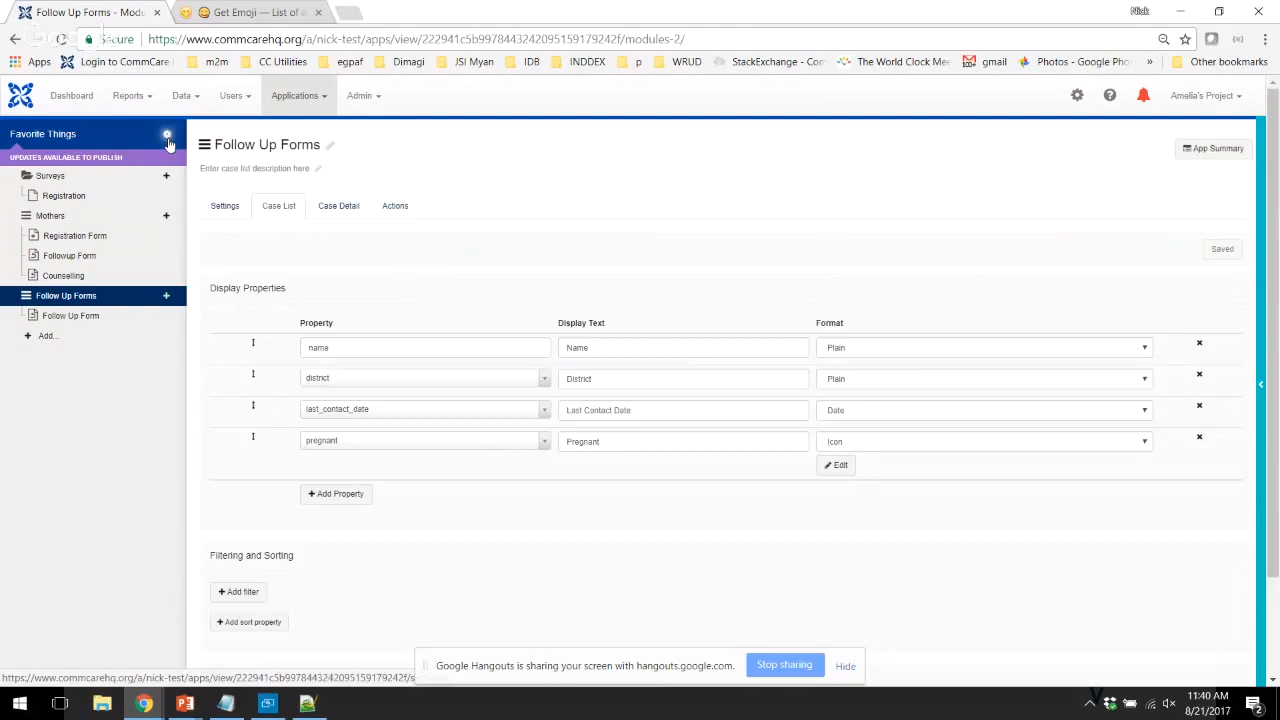 Follow Up Forms - Modu
Get Emoji — List of a
Nick
Secure
https://www.commcarehq.org/a/nick-test/apps/view/222941c5b9978443242095159179242f/modules-2/
Apps
Login to CommCare
m2m
CC Utilities
egpaf
Dimagi
JSI Myan
IDB
INDDEX
p
WRUD
StackExchange - Com
The World Clock Mee
gmail
Photos - Google Pho
»
Other bookmarks
Dashboard
Reports
Data
Users
Applications
Admin
Amelia's Project
Favorite Things
UPDATES AVAILABLE TO PUBLISH
Surveys
Registration
Mothers
Registration Form
Followup Form
Counselling
Follow Up Forms
Follow Up Form
Add...
Follow Up Forms
App Summary
Enter case list description here
Settings
Case List
Case Detail
Actions
Saved
Display Properties
Property Display Text Format
name Name Plain
district District Plain
last_contact_date Last Contact Date Date
pregnant Pregnant Icon
Edit
Add Property
Filtering and Sorting
Add filter
Add sort property
Google Hangouts is sharing your screen with hangouts.google.com.
Stop sharing
Hide
11:40 AM
8/21/2017
2